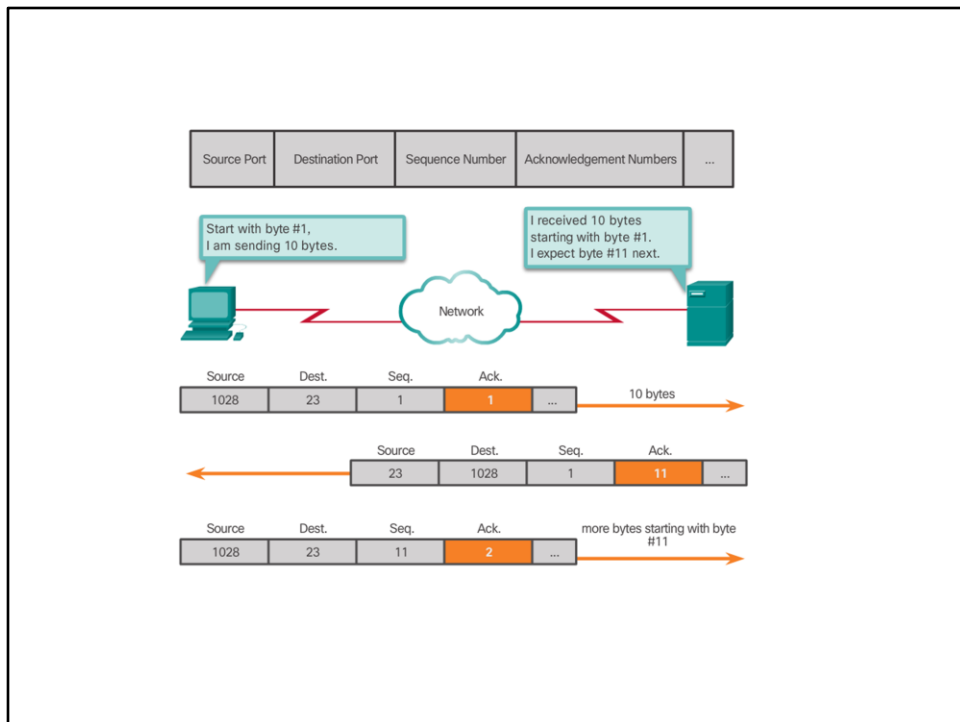 Source Port Destination Port Sequence Number Acknowledgement Numbers ...
Start with byte #1,
I am sending 10 bytes.
I received 10 bytes
starting with byte #1.
I expect byte #11 next.
Network
Source Dest. Seq. Ack.
1028 23 1 1 ...
10 bytes
Source Dest. Seq. Ack.
23 1028 1 11 ...
Source Dest. Seq. Ack.
1028 23 11 2 ...
more bytes starting with byte
#11